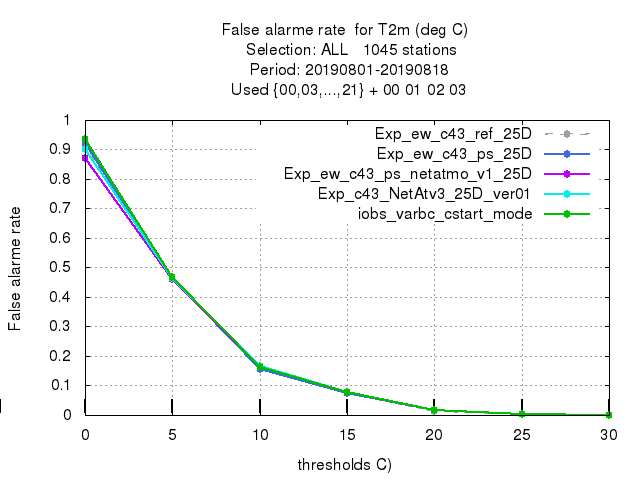 False alarme rate  for T2m (deg C)
Selection: ALL   1045 stations
Period: 20190801-20190818
Used {00,03,...,21} + 00 01 02 03
Exp_ew_c43_ref_25D
Exp_ew_c43_ps_25D
Exp_ew_c43_ps_netatmo_v1_25D
Exp_c43_NetAtv3_25D_ver01
iobs_varbc_cstart_mode
False alarme rate
1
0.9
0.8
0.7
0.6
0.5
0.4
0.3
0.2
0.1
0
0 5 10 15 20 25 30
thresholds C)